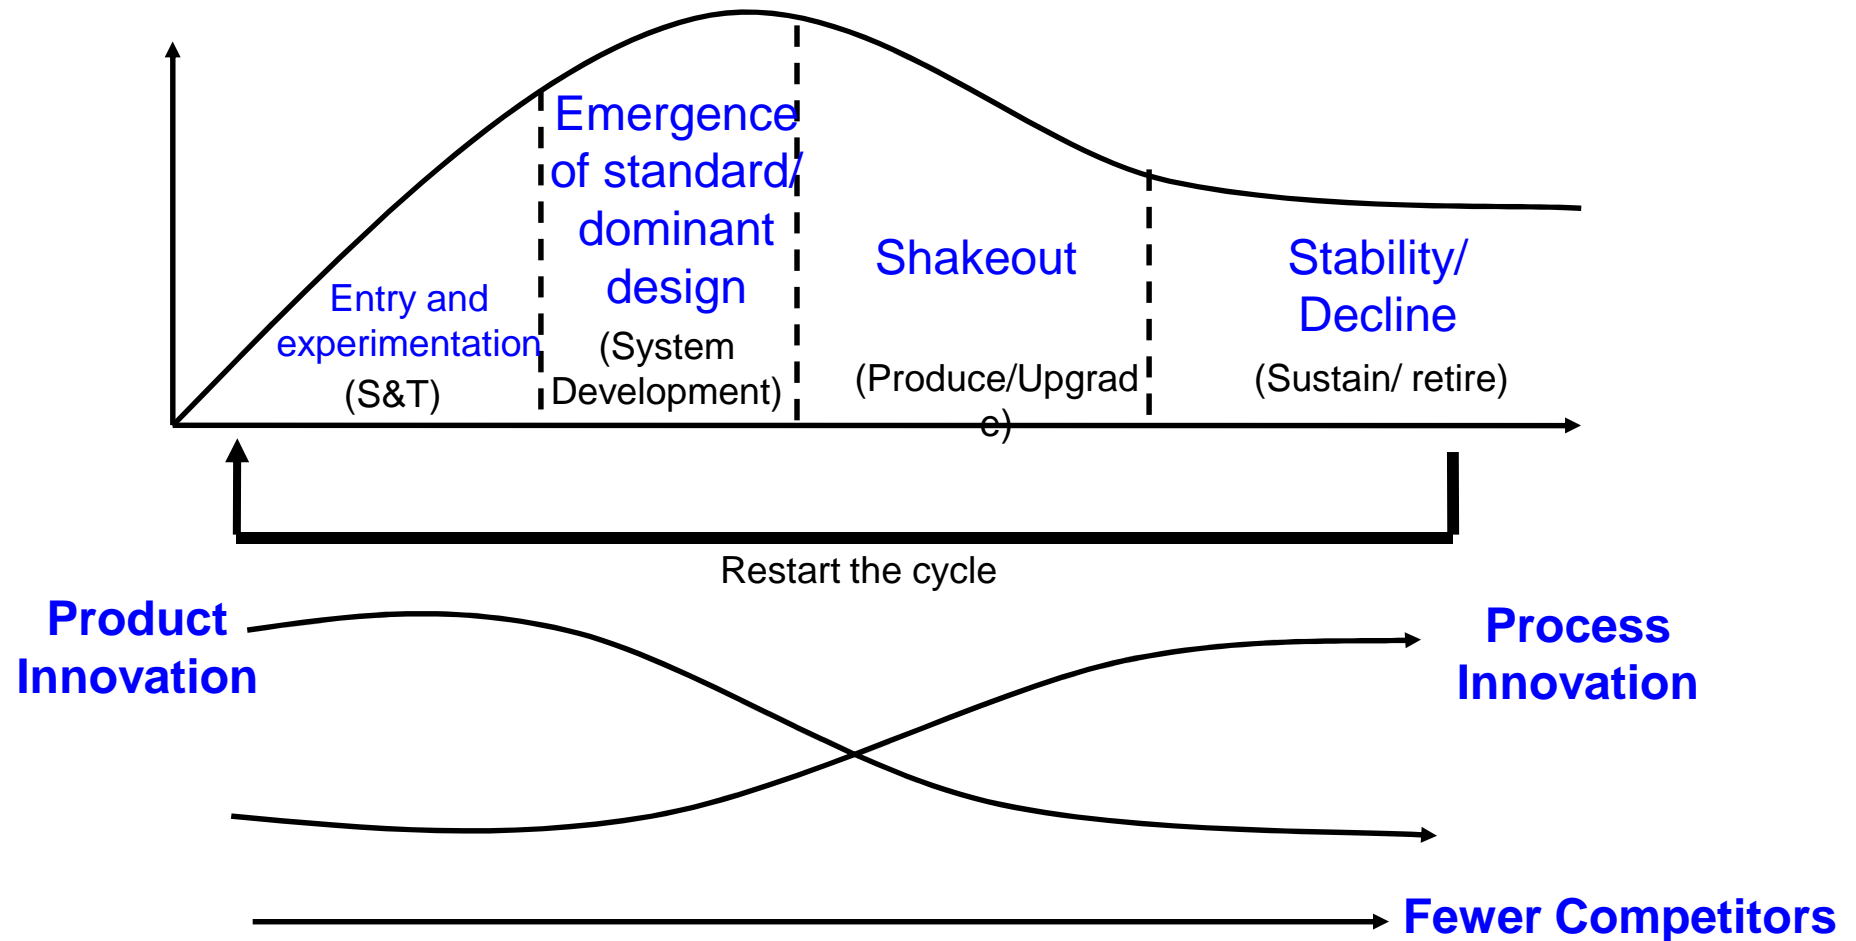 Entry and
experimentation
(S&T)
Emergence
of standard/
dominant
design
(System
Development)
Shakeout
(Produce/Upgrad
e)
Stability/
Decline
(Sustain/ retire)
Restart the cycle
Product
Innovation
Process
Innovation
Fewer Competitors